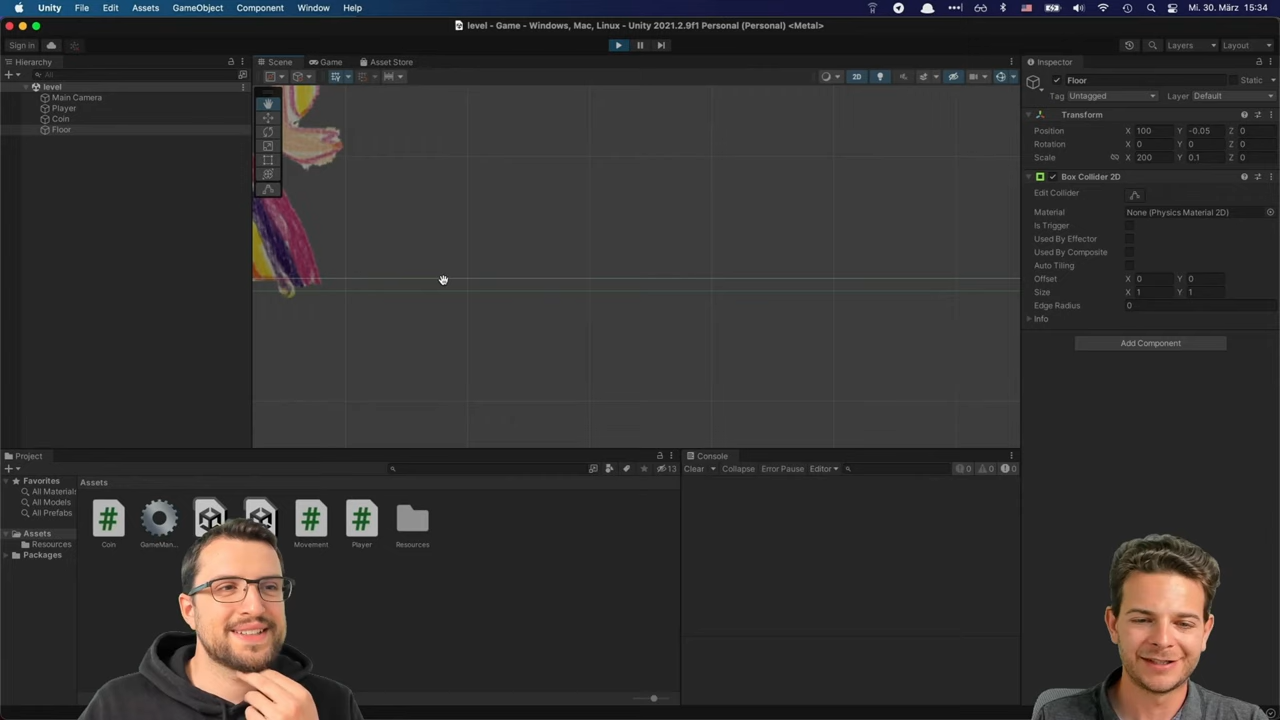 Unity File Edit Assets GameObject Component Window Help Mi. 30. März 15:34
level - Game - Windows, Mac, Linux - Unity 2021.2.9f1 Personal (Personal) <Metal>
Sign in Layers Layout
Hierarchy
All
level
Main Camera
Player
Coin
Floor
Scene Game Asset Store
2D
Inspector
Floor Static
Tag Untagged Layer Default
Transform
Position X 100 Y -0.05 Z 0
Rotation X 0 Y 0 Z 0
Scale X 200 Y 0.1 Z 0
Box Collider 2D
Edit Collider
Material None (Physics Material 2D)
Is Trigger
Used By Effector
Used By Composite
Auto Tiling
Offset X 0 Y 0
Size X 1 Y 1
Edge Radius 0
Info
Add Component
Project
13
Favorites
All Materials
All Models
All Prefabs
Assets
Resources
Packages
Assets
Coin GameMan... Movement Player Resources
Console
Clear Collapse Error Pause Editor 0 0 0